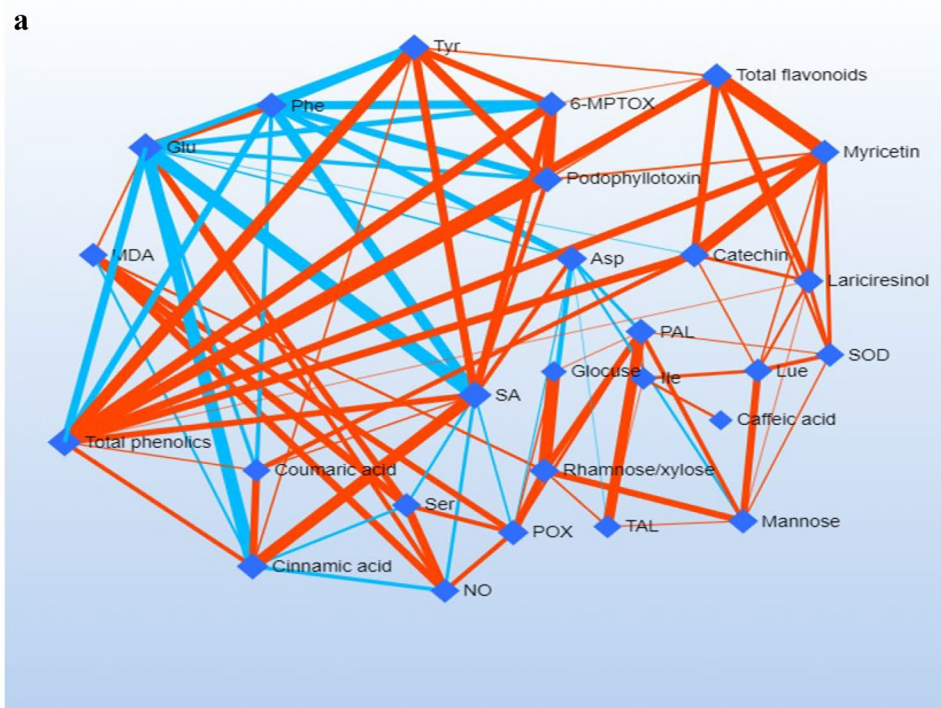 a
Tyr
Total flavonoids
Phe
6-MPTOX
Glu
Myricetin
Podophyllotoxin
MDA
Asp
Catechin
Lariciresinol
PAL
SOD
Glocuse
Ile
Lue
SA
Caffeic acid
Total phenolics
Coumaric acid
Rhamnose/xylose
Ser
POX
TAL
Mannose
Cinnamic acid
NO